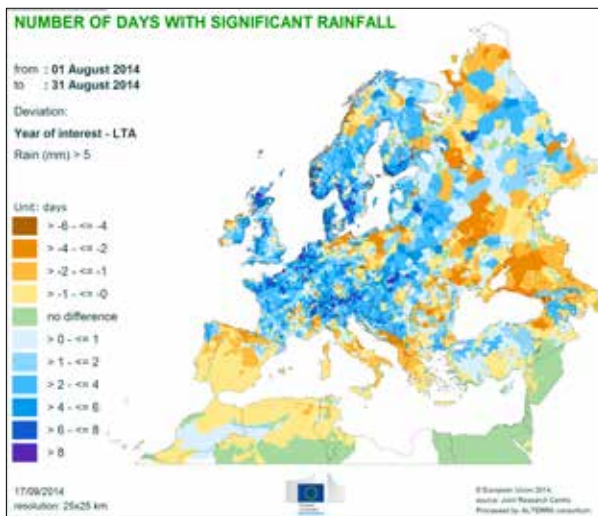 NUMBER OF DAYS WITH SIGNIFICANT RAINFALL
from : 01 August 2014
to : 31 August 2014
Deviation:
Year of interest - LTA
Rain (mm) > 5
Unit: days
> -6 - <= -4
> -4 - <= -2
> -2 - <= -1
> -1 - <= -0
no difference
> 0 - <= 1
> 1 - <= 2
> 2 - <= 4
> 4 - <= 6
> 6 - <= 8
> 8
17/09/2014
resolution: 25x25 km
© European Union 2014
source: Joint Research Centre
Processed by ALTERRA consortium